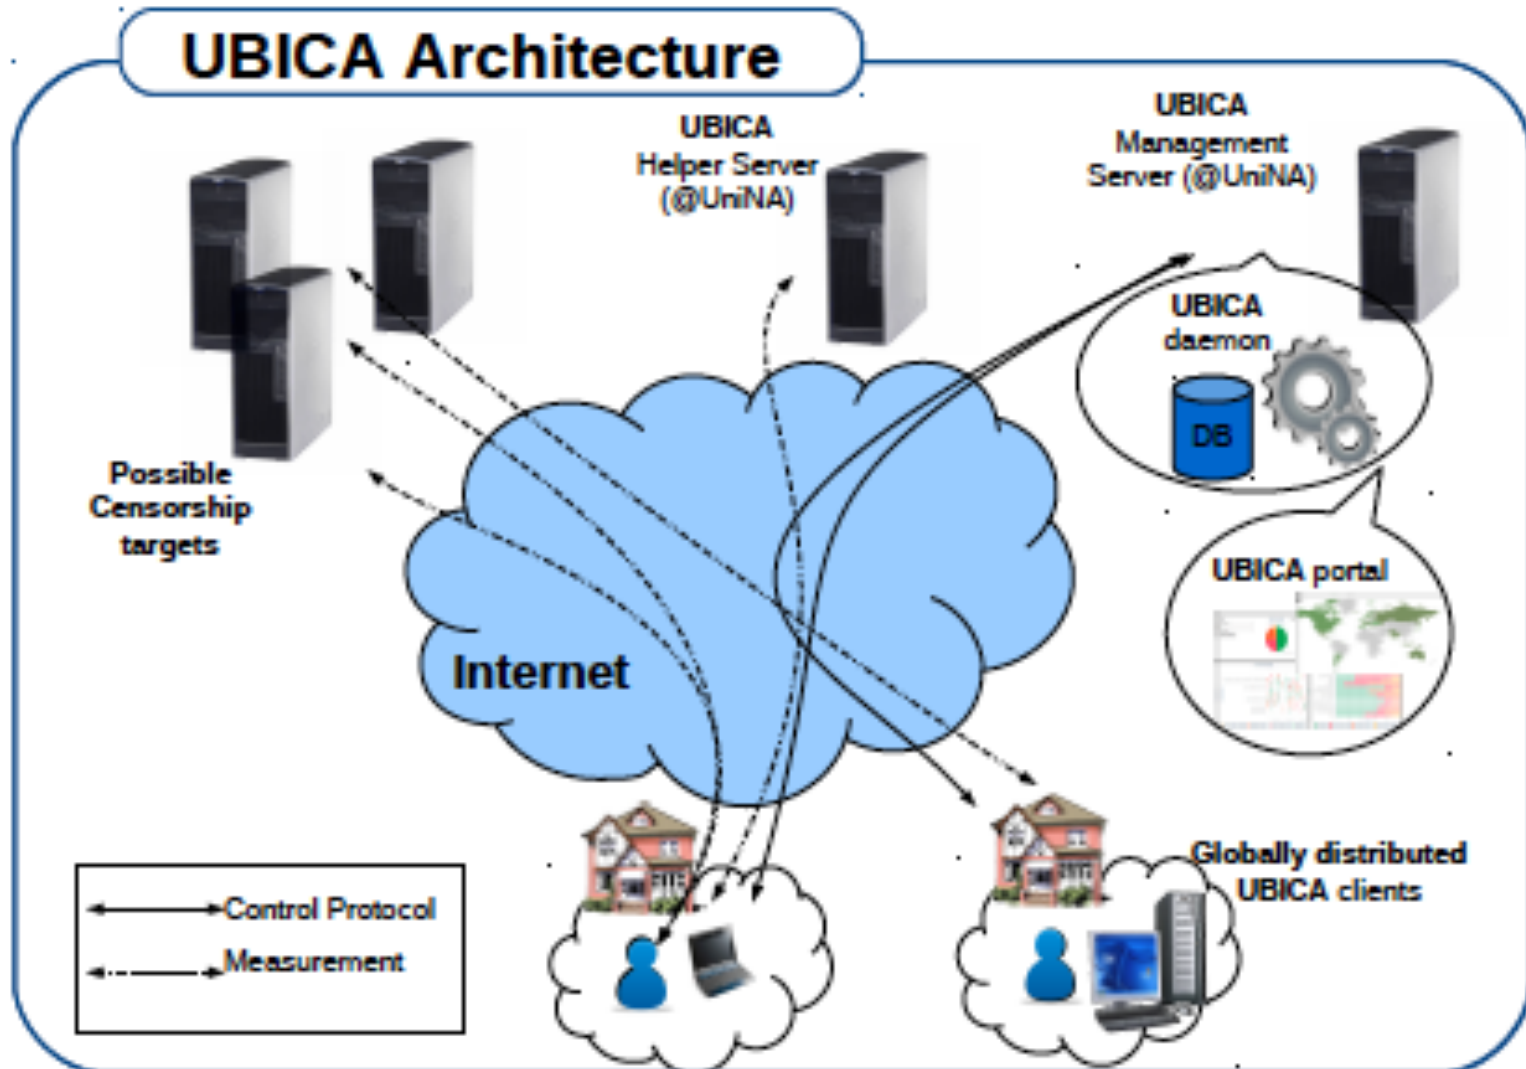 UBICA Architecture
UBICA
Helper Server
(@UniNA)
UBICA
Management
Server (@UniNA)
UBICA
daemon
DB
Possible
Censorship
targets
UBICA portal
Internet
Globally distributed
UBICA clients
Control Protocol
Measurement